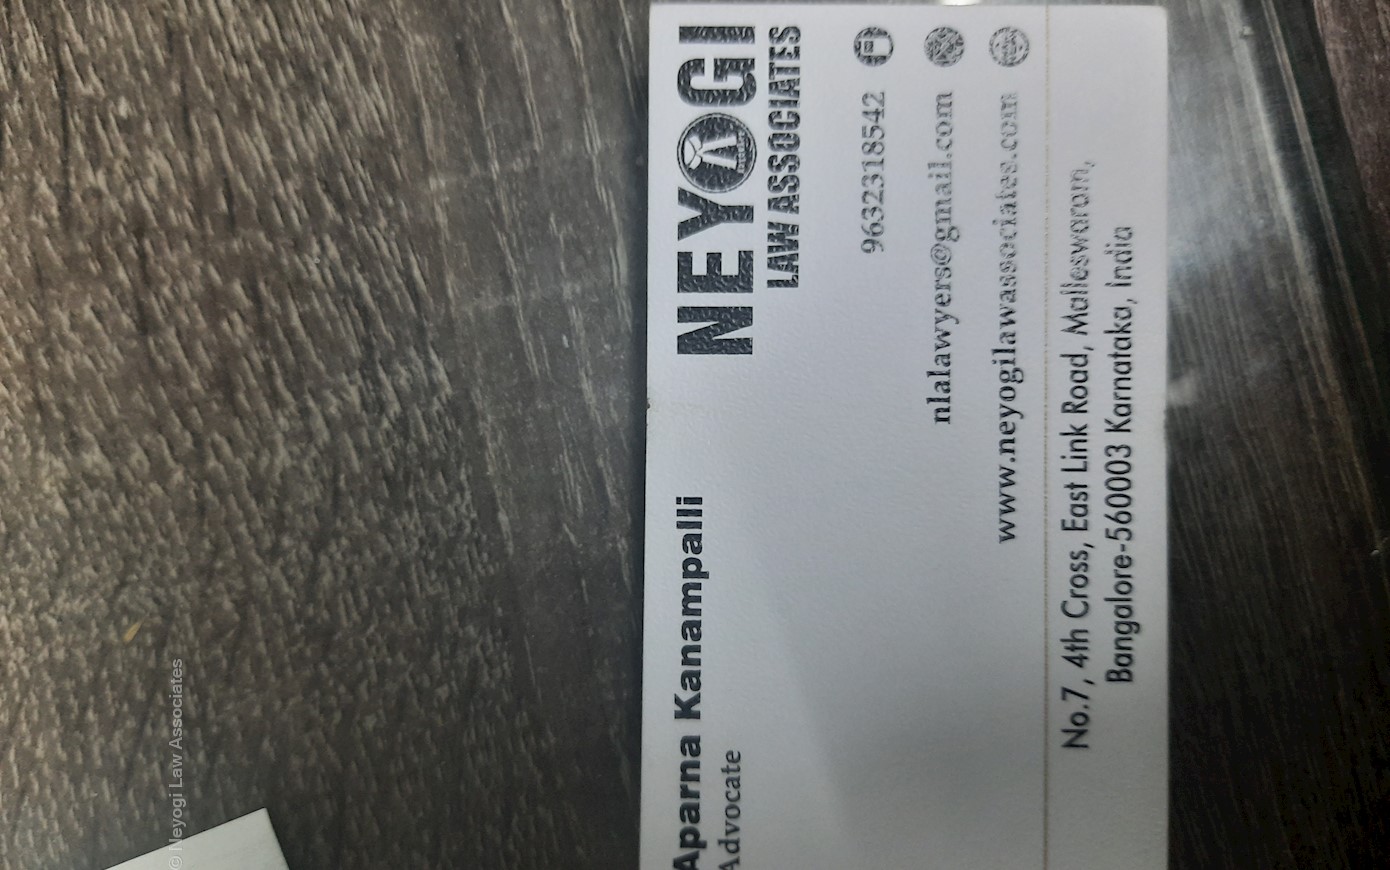 NEYOGI
LAW ASSOCIATES
Aparna Kanampalli
Advocate
9632318542
nlalawyers@gmail.com
www.neyogilawassociates.com
No.7, 4th Cross, East Link Road, Malleswaram,
Bangalore-560003 Karnataka, India
© Neyogi Law Associates